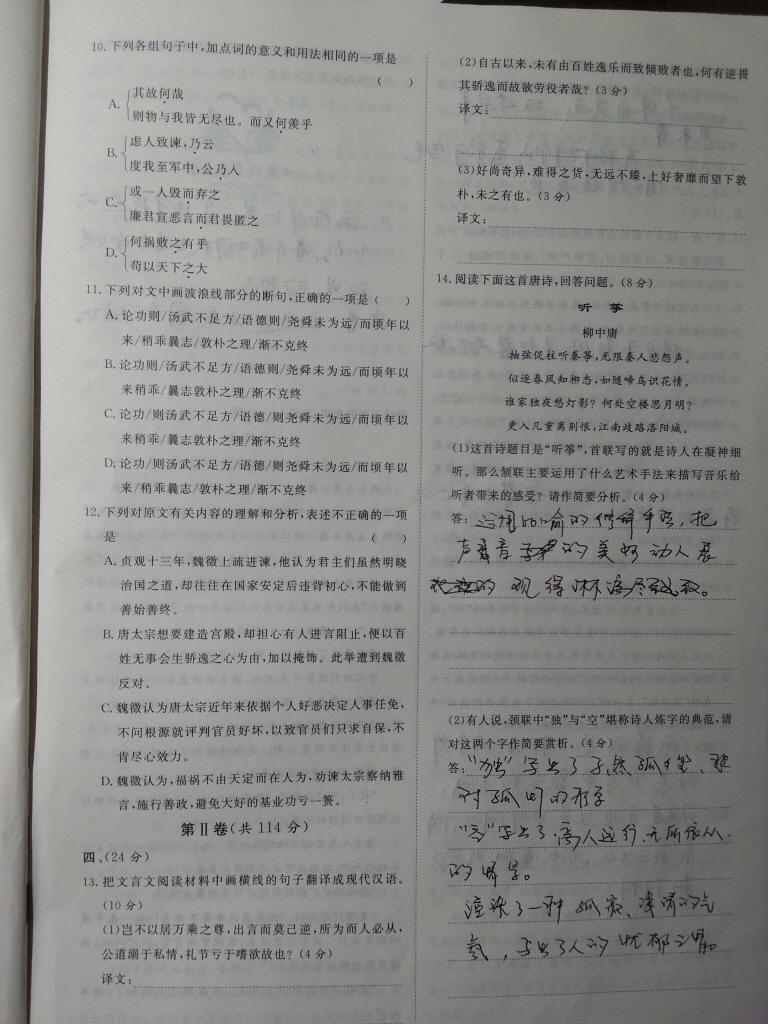 10.下列各组句子中,加点词的意义和用法相同的一项是
( )
A.
其故何哉
则物与我皆无尽也。而又何羡乎
B.
虑人致谏,乃云
度我至军中,公乃入
C.
或一人毁而弃之
廉君宣恶言而君畏匿之
D.
何祸败之有乎
苟以天下之大
11.下列对文中画波浪线部分的断句,正确的一项是( )
A.论功则/汤武不足方/语德则/尧舜未为远/而顷年以
来/稍乖/曩志/敦朴之理/渐不克终
B.论功则/汤武不足方/语德则/尧舜未为远/而顷年以
来稍乖/曩志敦朴之理/渐不克终
C.论功/则汤武不足方/语德/则尧舜未为远/而顷年以
来稍乖/曩志敦朴之理/渐不克终
D.论功/则汤武不足方/语德/则尧舜未为远/而顷年以
来/稍乖曩志/敦朴之理/渐不克终
12.下列对原文有关内容的理解和分析,表述不正确的一项
是 ( )
A.贞观十三年,魏徵上疏进谏,他认为君主们虽然明晓
治国之道,却往往在国家安定后违背初心,不能做到
善始善终。
B.唐太宗想要建造宫殿,却担心有人进言阻止,便以百
姓无事会生骄逸之心为由,加以掩饰。此举遭到魏徵
反对。
C.魏徵认为唐太宗近年来依据个人好恶决定人事任免,
不问根源就评判官员好坏,以致官员们只求自保,不
肯尽心效力。
D.魏徵认为,福祸不由天定而在人为,劝谏太宗察纳雅
言,施行善政,避免大好的基业功亏一篑。
第Ⅱ卷(共114分)
四、(24分)
13.把文言文阅读材料中画横线的句子翻译成现代汉语。
(10分)
(1)岂不以居万乘之尊,出言而莫己逆,所为而人必从,
公道溺于私情,礼节亏于嗜欲故也?(4分)
译文:
(2)自古以来,未有由百姓逸乐而致倾败者也,何有逆畏
其骄逸而故欲劳役者哉?(3分)
译文:
(3)好尚奇异,难得之货,无远不臻,上好奢靡而望下敦
朴,未之有也。(3分)
译文:
14.阅读下面这首唐诗,回答问题。(8分)
听 筝
柳中庸
抽弦促柱听秦筝,无限秦人悲怨声。
似逐春风知柳态,如随啼鸟识花情。
谁家独夜愁灯影?何处空楼思月明?
更入几重离别恨,江南歧路洛阳城。
(1)这首诗题目是“听筝”,首联写的就是诗人在凝神细
听。那么颔联主要运用了什么艺术手法来描写音乐给
听者带来的感受?请作简要分析。(4分)
答:运用比喻的修辞手法,把
声音 的美好动人展
的 淋漓尽致。
(2)有人说,颈联中“独”与“空”堪称诗人炼字的典范,请
对这两个字作简要赏析。(4分)
答:“独”写出了孑然孤 ,
对孤 的
“空”写出了.离人远行.无所依从.
的情景。
渲染了一种孤寂、凄清的气
氛,写出了人的忧郁